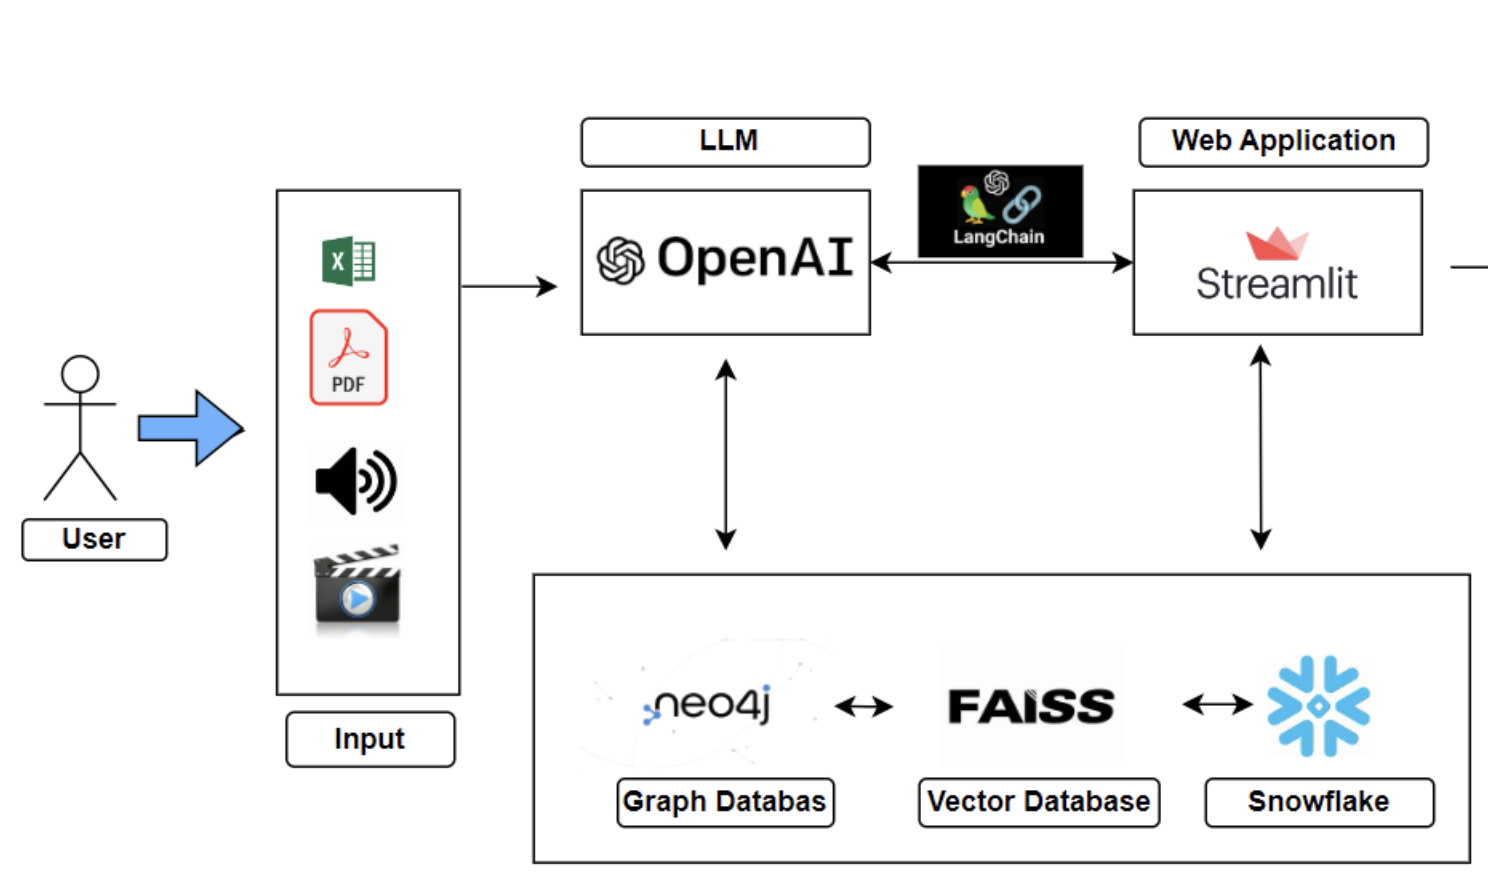 LLM
Web Application
LangChain
OpenAI
Streamlit
X
PDF
User
Input
neo4j
FAISS
Graph Databas
Vector Database
Snowflake